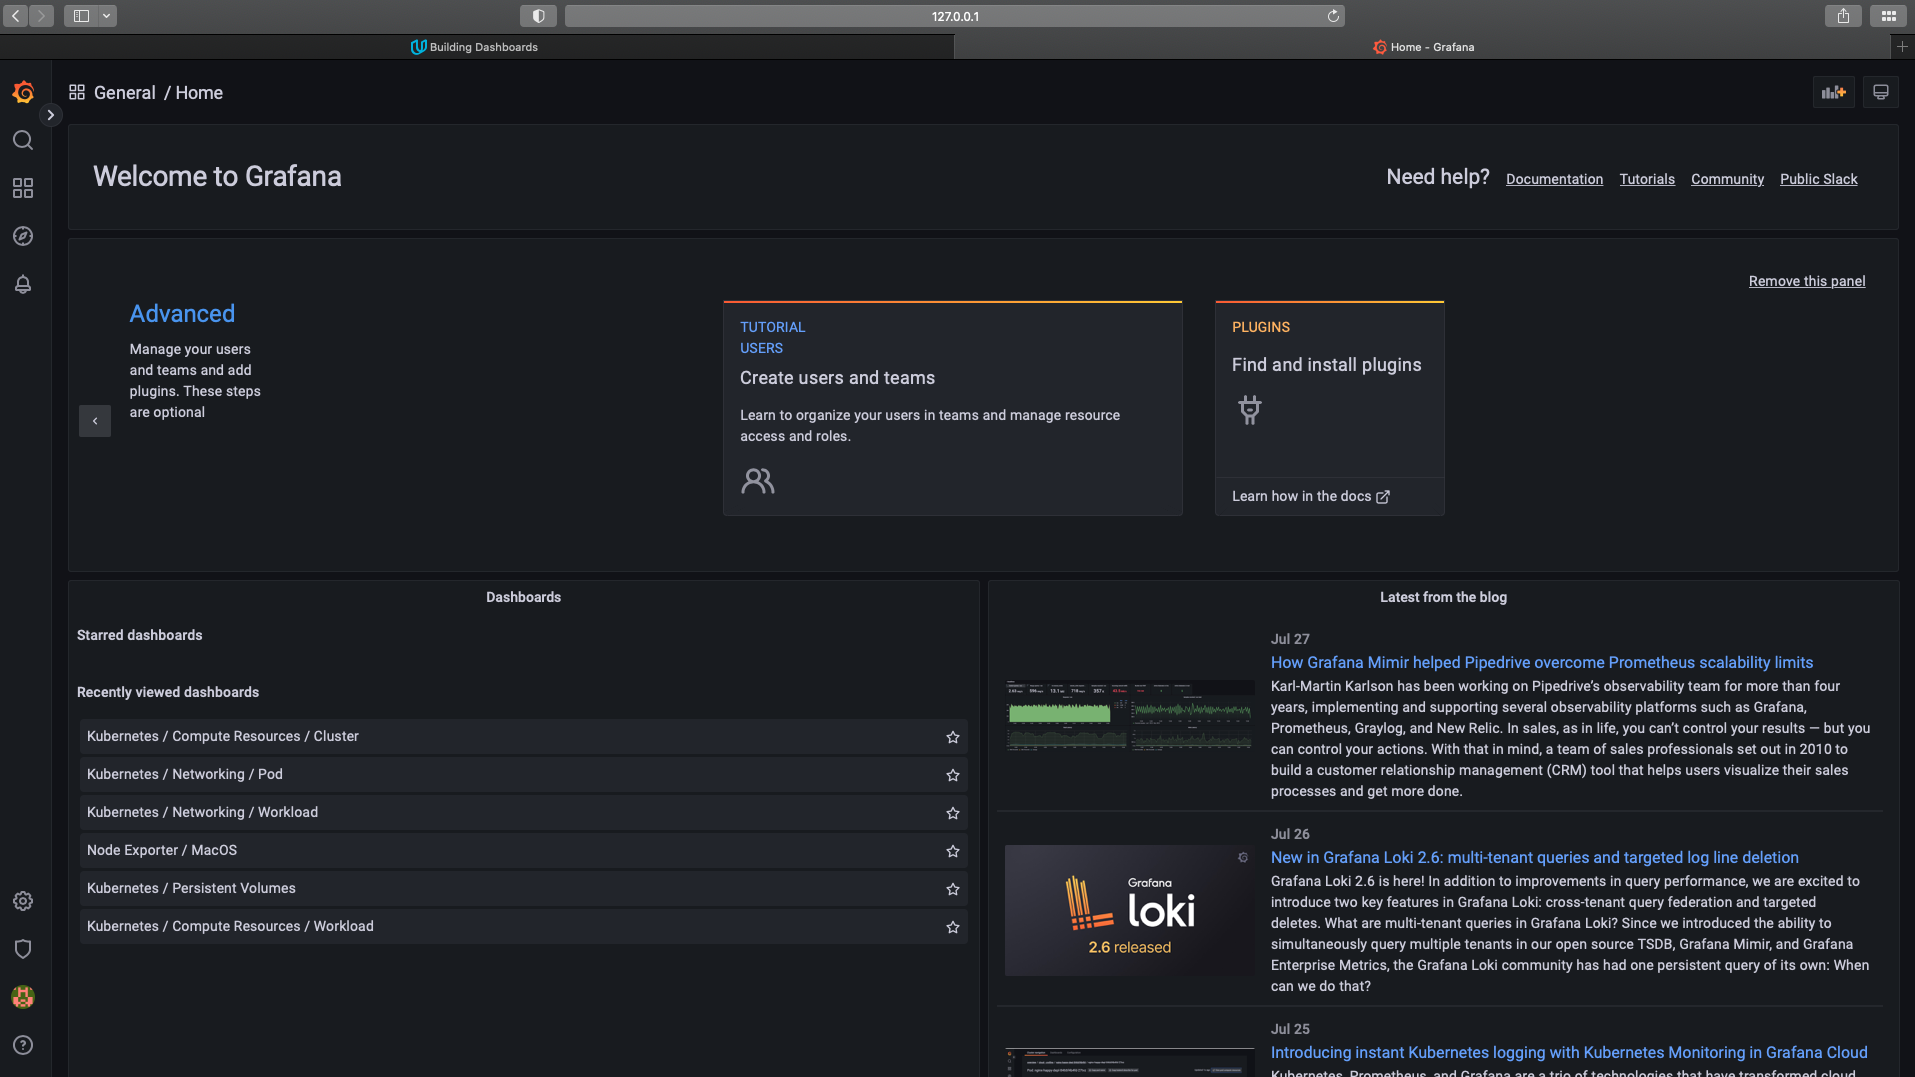 127.0.0.1
Building Dashboards
Home - Grafana
General / Home
Welcome to Grafana
Need help? Documentation Tutorials Community Public Slack
Remove this panel
Advanced
Manage your users
and teams and add
plugins. These steps
are optional
TUTORIAL
USERS
Create users and teams
Learn to organize your users in teams and manage resource
access and roles.
PLUGINS
Find and install plugins
Learn how in the docs
Dashboards
Starred dashboards
Recently viewed dashboards
Kubernetes / Compute Resources / Cluster
Kubernetes / Networking / Pod
Kubernetes / Networking / Workload
Node Exporter / MacOS
Kubernetes / Persistent Volumes
Kubernetes / Compute Resources / Workload
Latest from the blog
Jul 27
How Grafana Mimir helped Pipedrive overcome Prometheus scalability limits
Karl-Martin Karlson has been working on Pipedrive’s observability team for more than four
years, implementing and supporting several observability platforms such as Grafana,
Prometheus, Graylog, and New Relic. In sales, as in life, you can’t control your results — but you
can control your actions. With that in mind, a team of sales professionals set out in 2010 to
build a customer relationship management (CRM) tool that helps users visualize their sales
processes and get more done.
Grafana
loki
2.6 released
Jul 26
New in Grafana Loki 2.6: multi-tenant queries and targeted log line deletion
Grafana Loki 2.6 is here! In addition to improvements in query performance, we are excited to
introduce two key features in Grafana Loki: cross-tenant query federation and targeted
deletes. What are multi-tenant queries in Grafana Loki? Since we introduced the ability to
simultaneously query multiple tenants in our open source TSDB, Grafana Mimir, and Grafana
Enterprise Metrics, the Grafana Loki community has had one persistent query of its own: When
can we do that?
Jul 25
Introducing instant Kubernetes logging with Kubernetes Monitoring in Grafana Cloud
Kubernetes, Prometheus, and Grafana are a trio of technologies that have transformed cloud